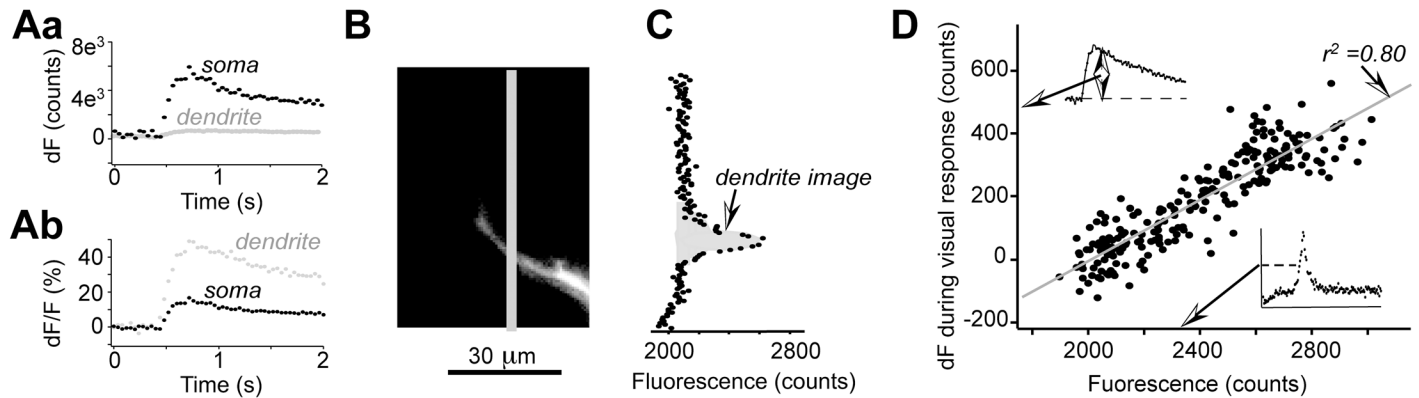 Aa
8e3
4e3
0
dF (counts)
soma
dendrite
0 1 2
Time (s)
Ab
40
20
0
dF/F (%)
dendrite
soma
0 1 2
Time (s)
B
30 μm
C
dendrite image
2000 2800
Fluorescence (counts)
D
dF during visual response (counts)
600
400
200
0
-200
r2 =0.80
2000 2400 2800
Fuorescence (counts)